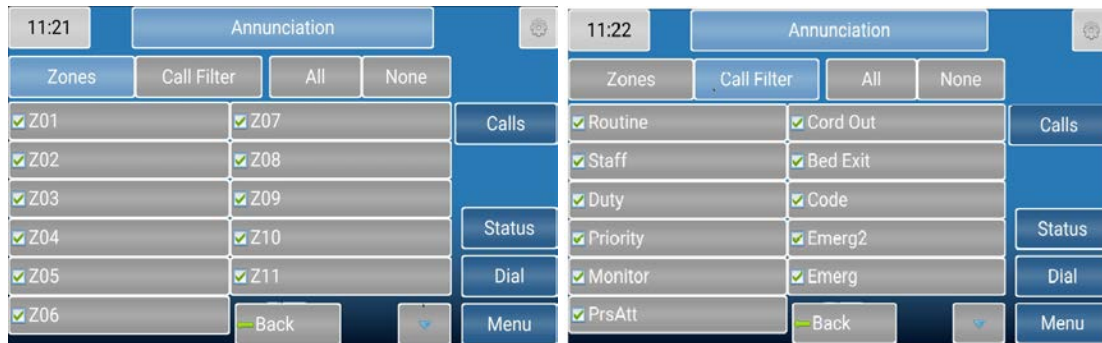 11:21 Annunciation
Zones Call Filter All None
Z01 Z07 Calls
Z02 Z08
Z03 Z09
Z04 Z10 Status
Z05 Z11 Dial
Z06 Back Menu
11:22 Annunciation
Zones Call Filter All None
Routine Cord Out Calls
Staff Bed Exit
Duty Code
Priority Emerg2 Status
Monitor Emerg Dial
PrsAtt Back Menu